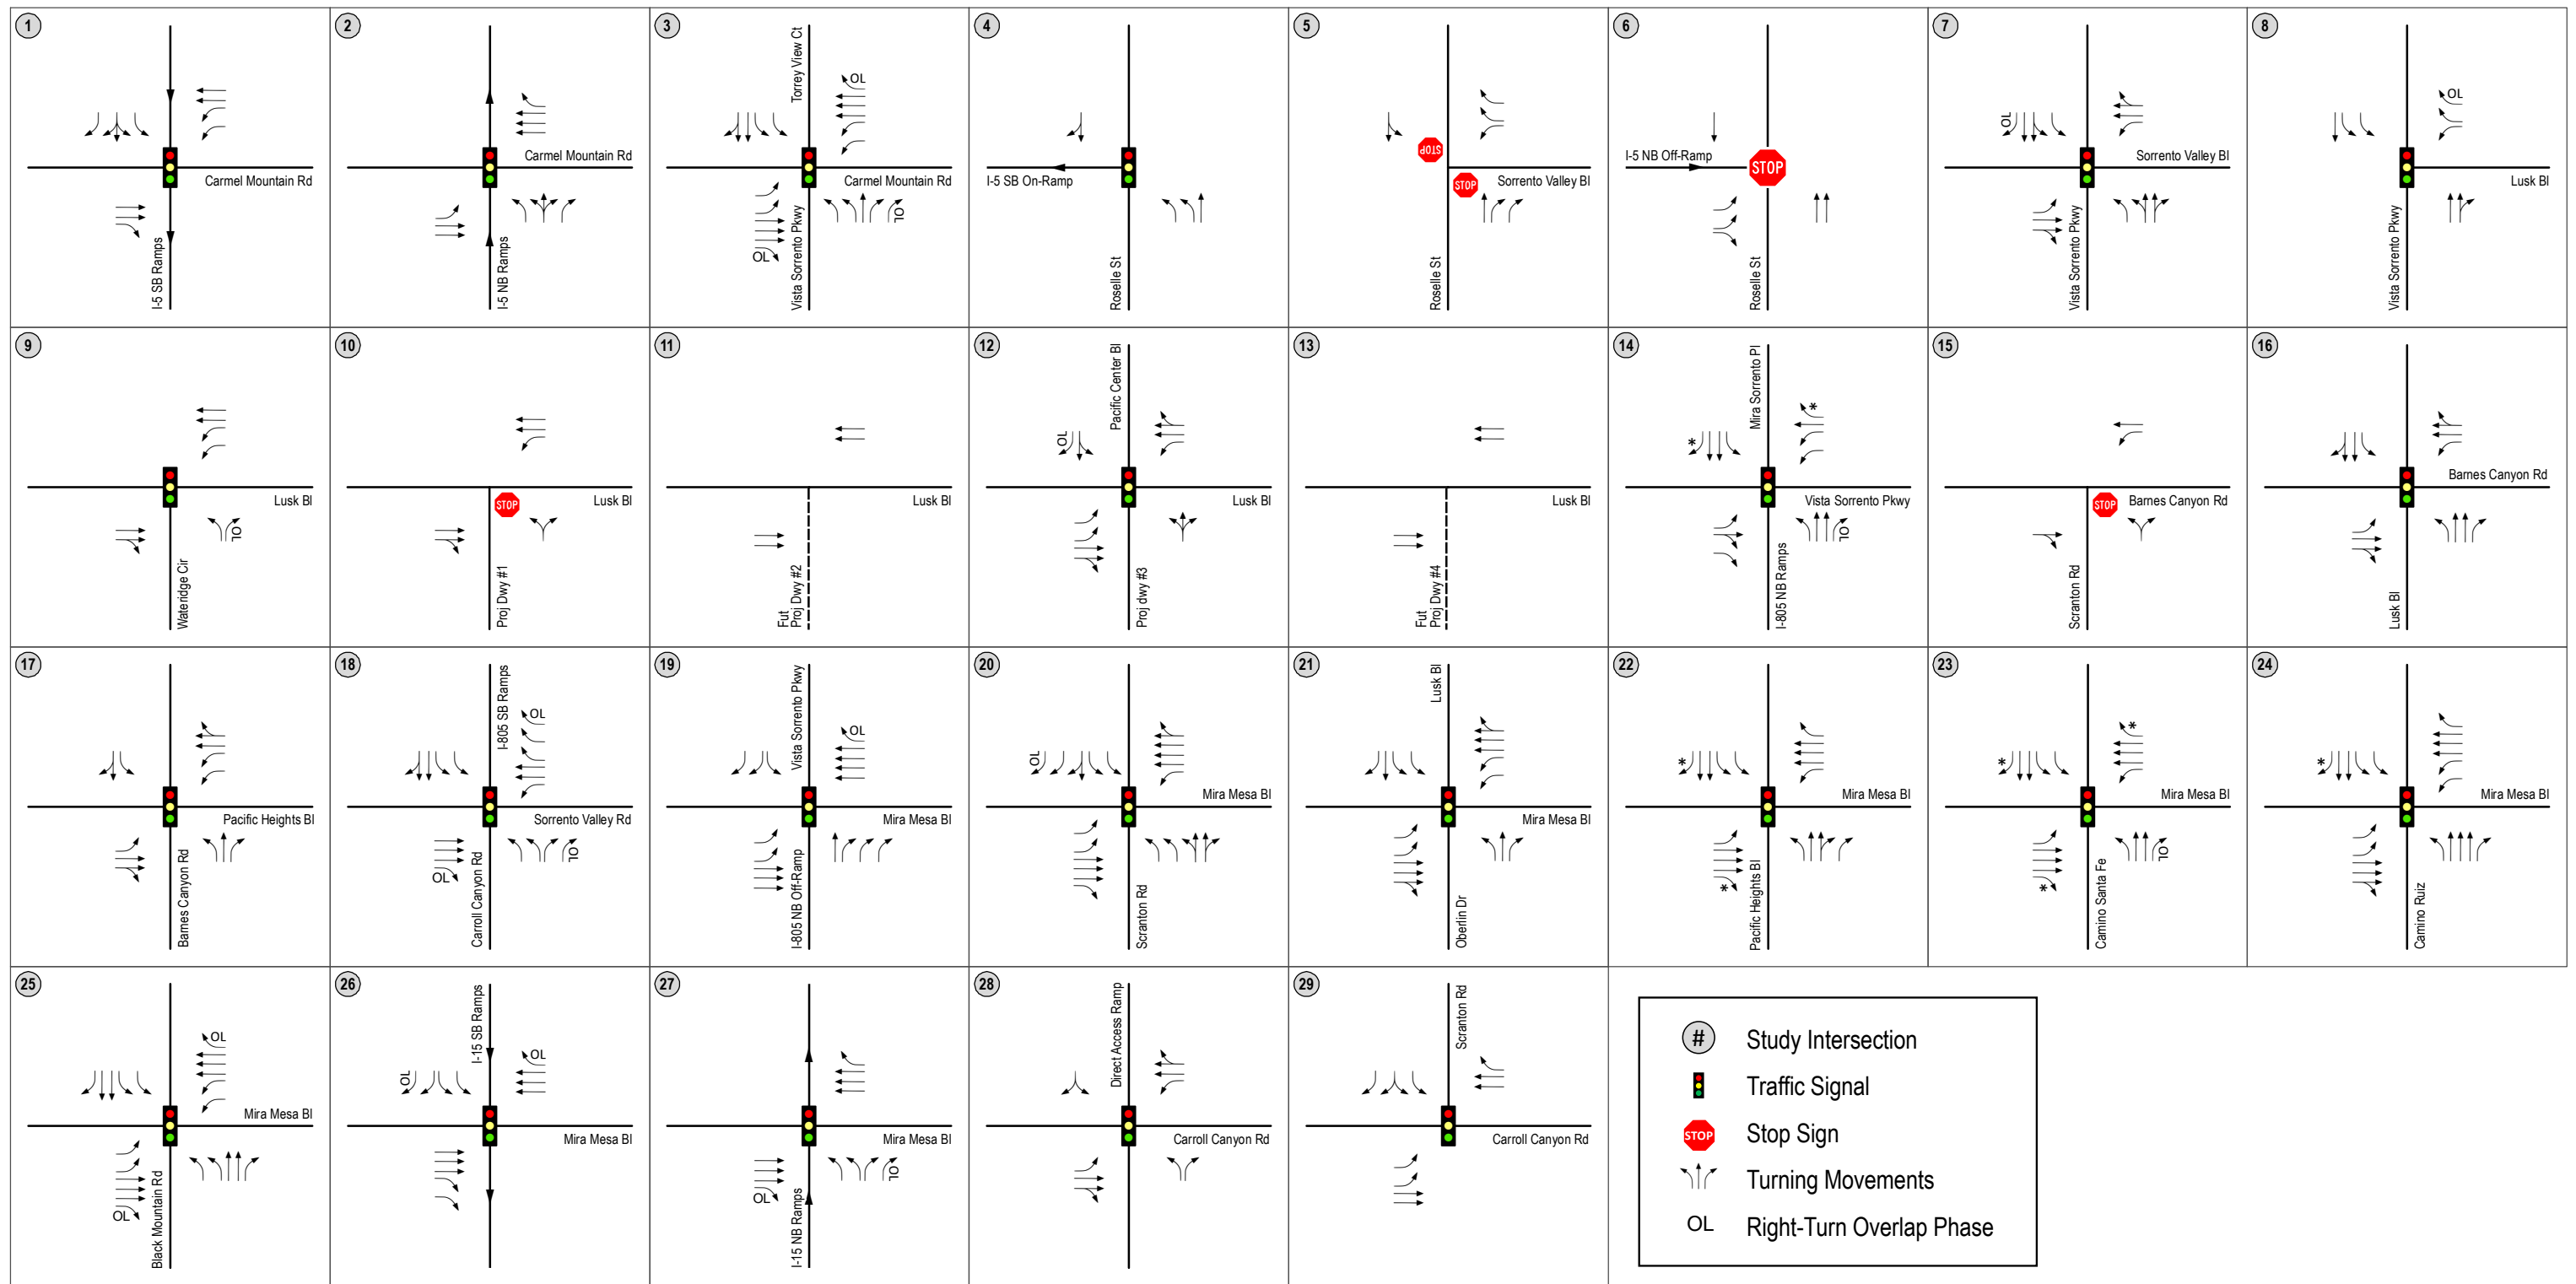 1
I-5 SB Ramps
Carmel Mountain Rd
2
I-5 NB Ramps
Carmel Mountain Rd
3
Torrey View Ct
OL
Carmel Mountain Rd
Vista Sorrento Pkwy
OL
OL
4
I-5 SB On-Ramp
Roselle St
5
STOP
STOP
Sorrento Valley Bl
Roselle St
6
I-5 NB Off-Ramp
STOP
Roselle St
7
OL
Sorrento Valley Bl
Vista Sorrento Pkwy
8
OL
Lusk Bl
Vista Sorrento Pkwy
9
Lusk Bl
OL
Wateridge Cir
10
STOP
Lusk Bl
Proj Dwy #1
11
Lusk Bl
Fut
Proj Dwy #2
12
Pacific Center Bl
OL
Lusk Bl
Proj dwy #3
13
Lusk Bl
Fut
Proj Dwy #4
14
Mira Sorrento Pl
*
*
Vista Sorrento Pkwy
OL
I-805 NB Ramps
15
STOP
Barnes Canyon Rd
Scranton Rd
16
Barnes Canyon Rd
Lusk Bl
17
Pacific Heights Bl
Barnes Canyon Rd
18
I-805 SB Ramps
OL
Sorrento Valley Rd
OL
OL
Carroll Canyon Rd
19
Vista Sorrento Pkwy
OL
Mira Mesa Bl
I-805 NB Off-Ramp
20
OL
Mira Mesa Bl
Scranton Rd
21
Lusk Bl
Mira Mesa Bl
Oberlin Dr
22
*
Mira Mesa Bl
*
Pacific Heights Bl
23
*
*
Mira Mesa Bl
OL
*
Camino Santa Fe
24
*
Mira Mesa Bl
Camino Ruiz
25
OL
Mira Mesa Bl
OL
Black Mountain Rd
26
I-15 SB Ramps
OL
OL
Mira Mesa Bl
27
Mira Mesa Bl
OL
OL
I-15 NB Ramps
28
Direct Access Ramp
Carroll Canyon Rd
29
Scranton Rd
Carroll Canyon Rd
# Study Intersection
Traffic Signal
STOP Stop Sign
Turning Movements
OL Right-Turn Overlap Phase